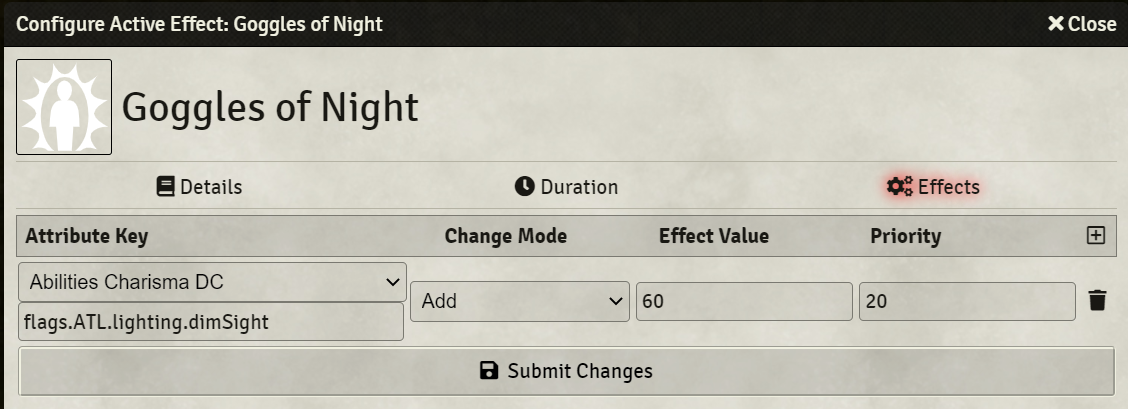 Configure Active Effect: Goggles of Night
Close
Goggles of Night
Details Duration Effects
Attribute Key Change Mode Effect Value Priority
Abilities Charisma DC
Add 60 20
flags.ATL.lighting.dimSight
Submit Changes